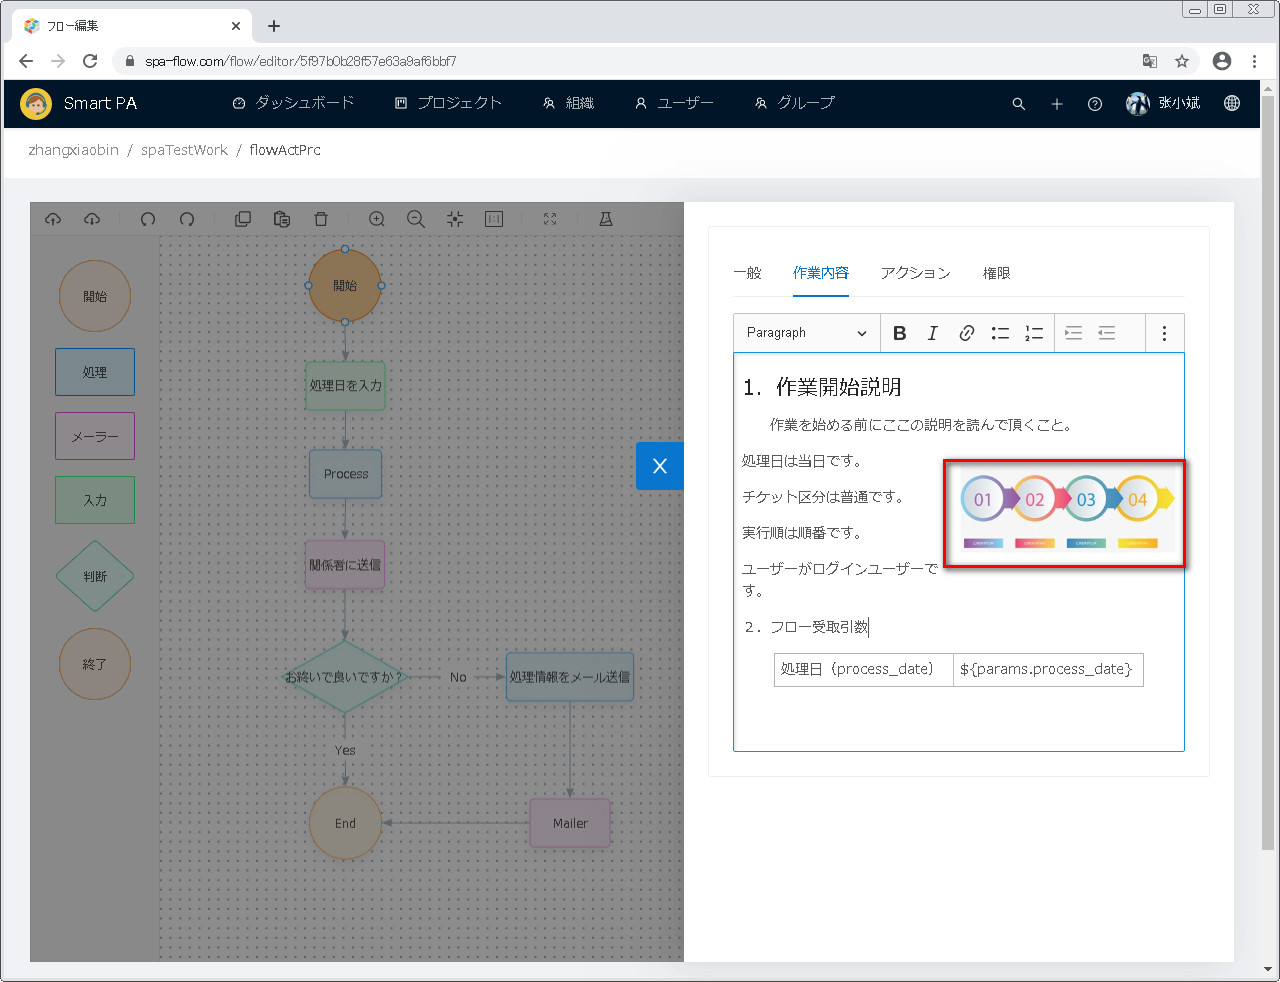 フロー編集
spa-flow.com/flow/editor/5f97b0b28f57e63a9af6bbf7
Smart PA
ダッシュボード
プロジェクト
組織
ユーザー
グループ
张小斌
zhangxiaobin / spaTestWork / flowActPrc
開始
処理
メーラー
入力
判断
終了
開始
処理日を入力
Process
関係者に送信
お終いで良いですか?
No
処理情報をメール送信
Yes
End
Mailer
X
一般
作業内容
アクション
権限
Paragraph
B
I
1. 作業開始説明
作業を始める前にここの説明を読んで頂くこと。
処理日は当日です。
チケット区分は普通です。
実行順は順番です。
ユーザーがログインユーザーで
す。
01
02
03
04
2. フロー受取引数
処理日（process_date） ${params.process_date}